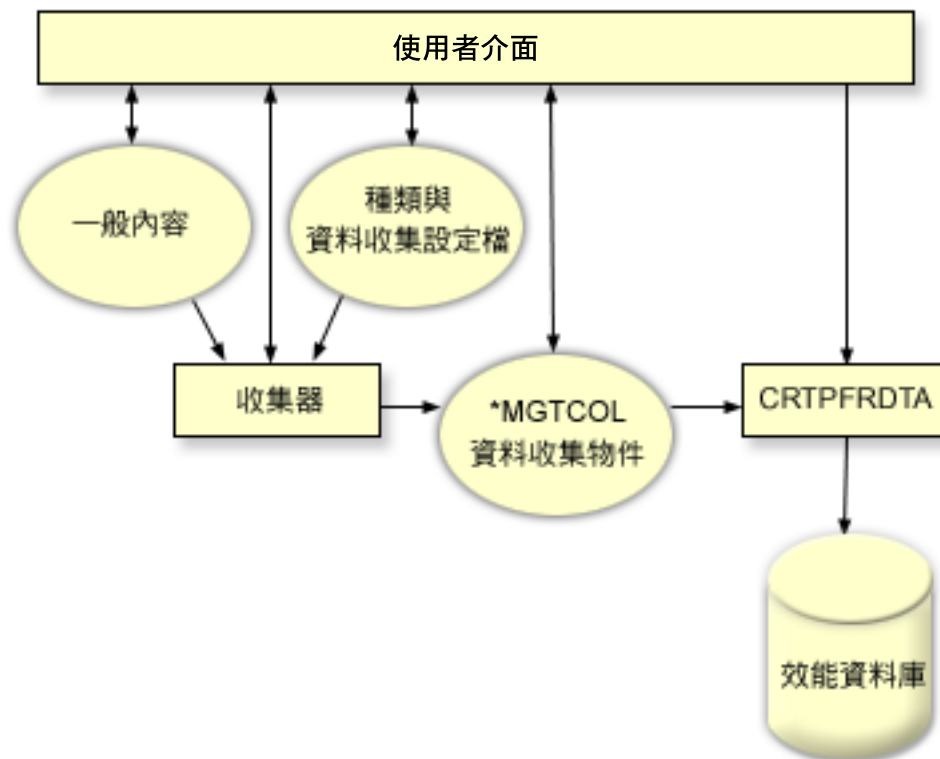 使用者介面
一般內容
種類與
資料收集設定檔
收集器
*MGTCOL
資料收集物件
CRTPFRDTA
效能資料庫